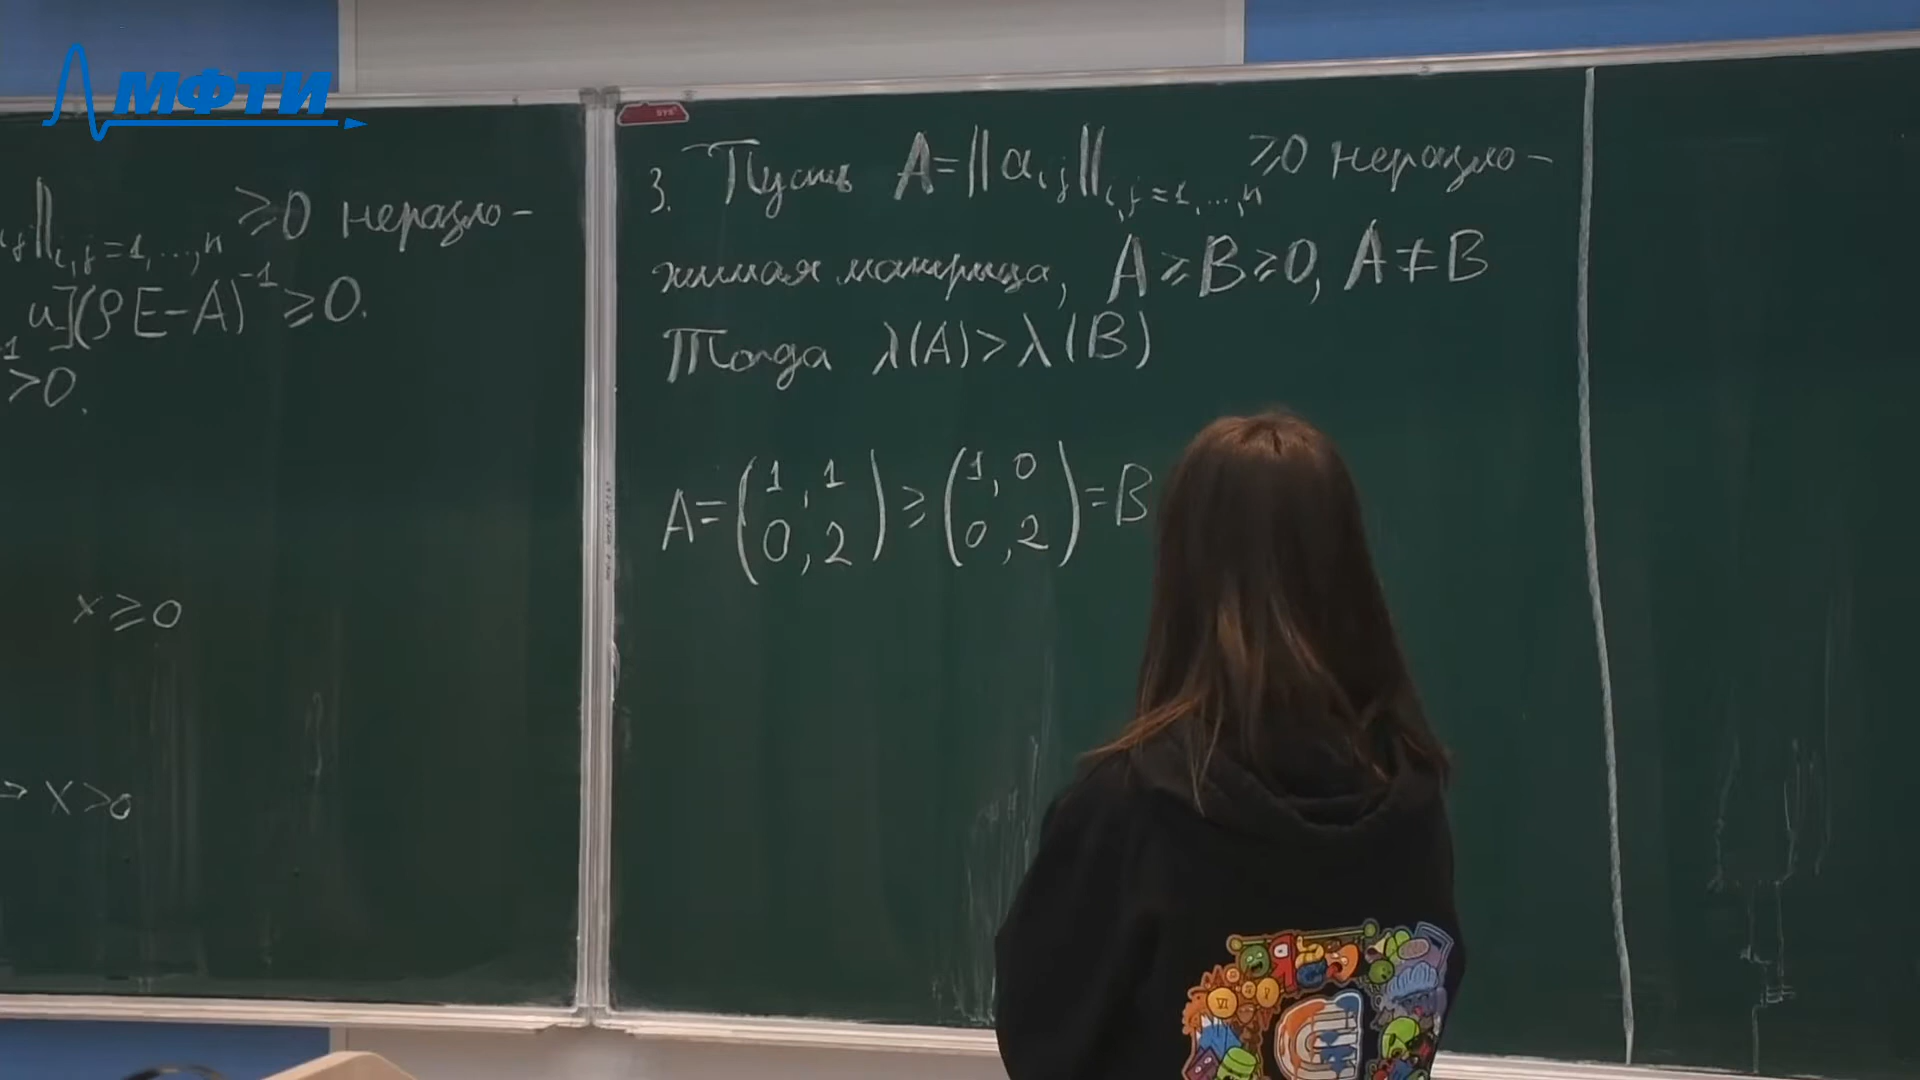 МФТИ
‖_{i,j=1,...,n} ≥0 неразло-
(ρE-A)⁻¹ ≥0.
>0.
x≥0
x>0
3. Пусть A=‖a_{ij}‖_{i,j=1,...,n} ≥0 неразло-
жимая матрица, A≥B≥0, A≠B
Тогда λ(A)>λ(B)
A=(1,1
0,2) ≥ (1,0
0,2) =B